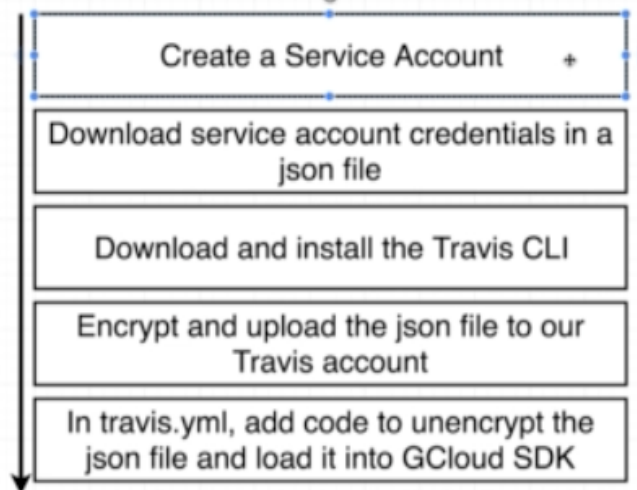 Create a Service Account
Download service account credentials in a
json file
Download and install the Travis CLI
Encrypt and upload the json file to our
Travis account
In travis.yml, add code to unencrypt the
json file and load it into GCloud SDK